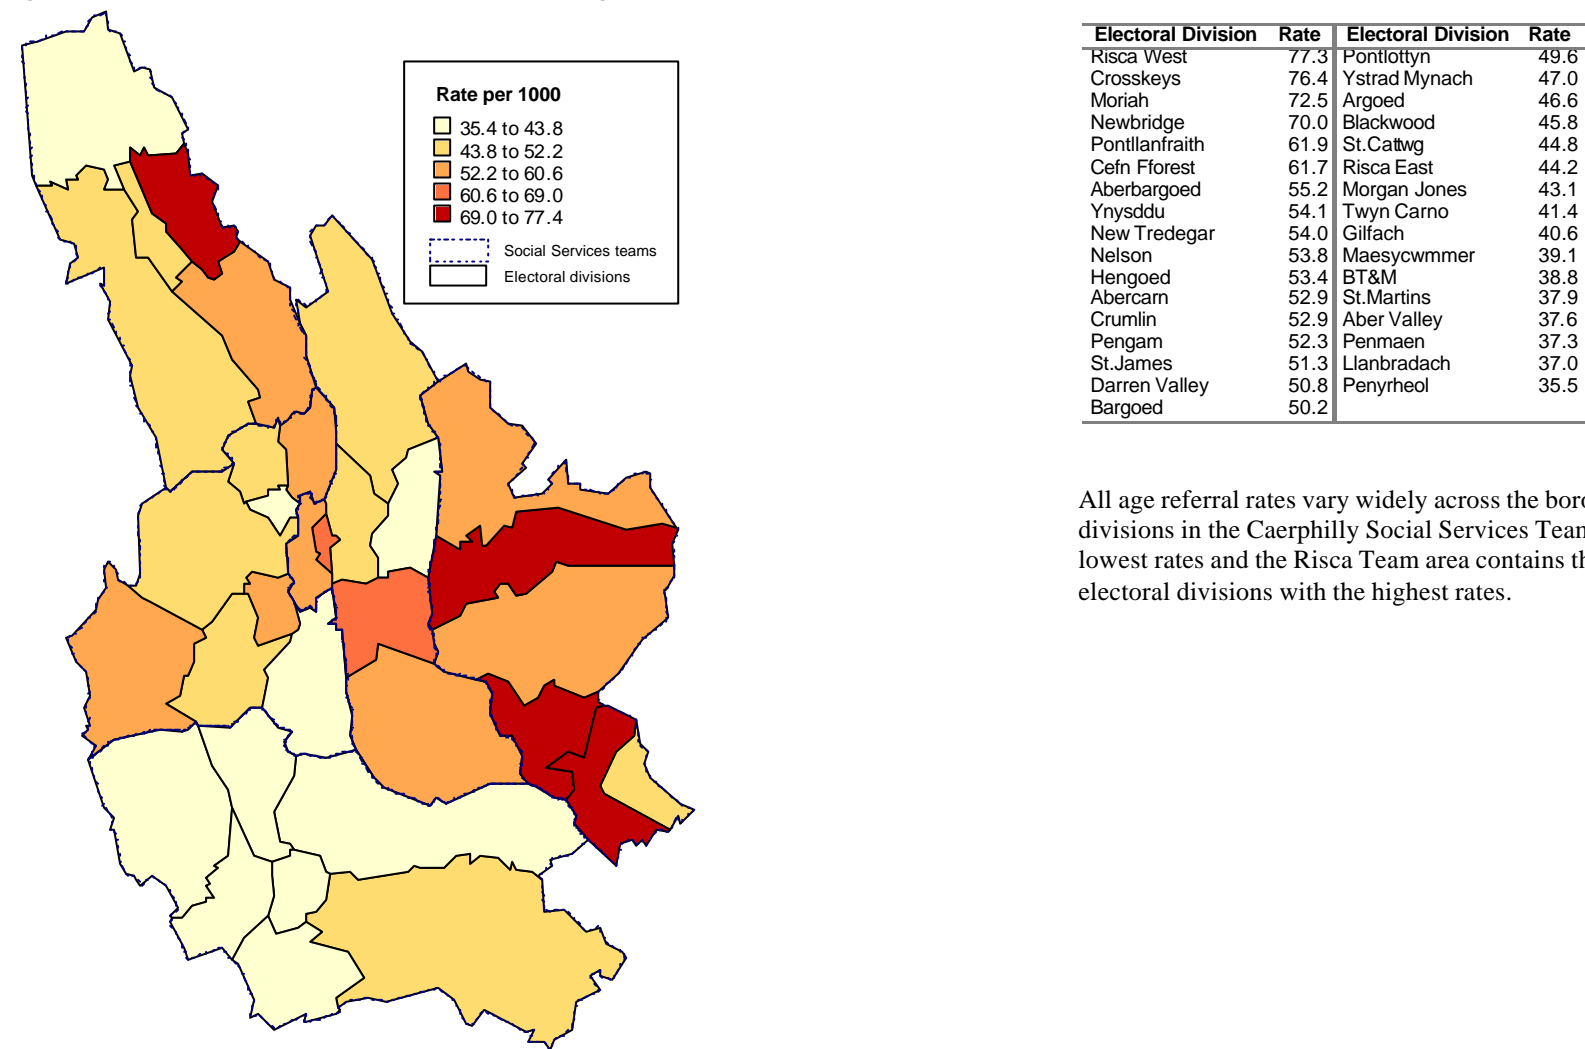 Rate per 1000
35.4 to 43.8
43.8 to 52.2
52.2 to 60.6
60.6 to 69.0
69.0 to 77.4
Social Services teams
Electoral divisions
Electoral Division Rate Electoral Division Rate
Risca West 77.3 Pontlottyn 49.6
Crosskeys 76.4 Ystrad Mynach 47.0
Moriah 72.5 Argoed 46.6
Newbridge 70.0 Blackwood 45.8
Pontllanfraith 61.9 St.Cattwg 44.8
Cefn Fforest 61.7 Risca East 44.2
Aberbargoed 55.2 Morgan Jones 43.1
Ynysddu 54.1 Twyn Carno 41.4
New Tredegar 54.0 Gilfach 40.6
Nelson 53.8 Maesycwmmer 39.1
Hengoed 53.4 BT&M 38.8
Abercarn 52.9 St.Martins 37.9
Crumlin 52.9 Aber Valley 37.6
Pengam 52.3 Penmaen 37.3
St.James 51.3 Llanbradach 37.0
Darren Valley 50.8 Penyrheol 35.5
Bargoed 50.2
All age referral rates vary widely across the boro
divisions in the Caerphilly Social Services Team
lowest rates and the Risca Team area contains th
electoral divisions with the highest rates.